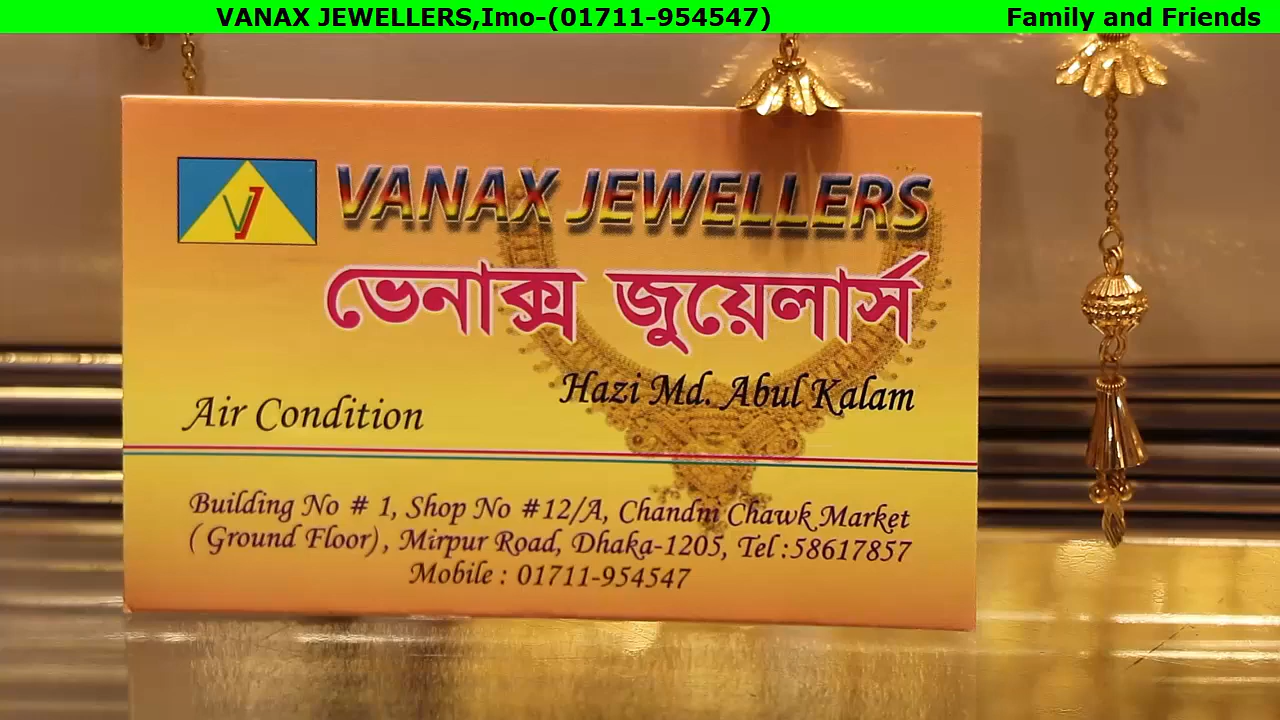 VANAX JEWELLERS,Imo-(01711-954547) Family and Friends
VJ
VANAX JEWELLERS
ভেনাক্স জুয়েলার্স
Hazi Md. Abul Kalam
Air Condition
Building No # 1, Shop No #12/A, Chandni Chawk Market
( Ground Floor), Mirpur Road, Dhaka-1205, Tel :58617857
Mobile : 01711-954547